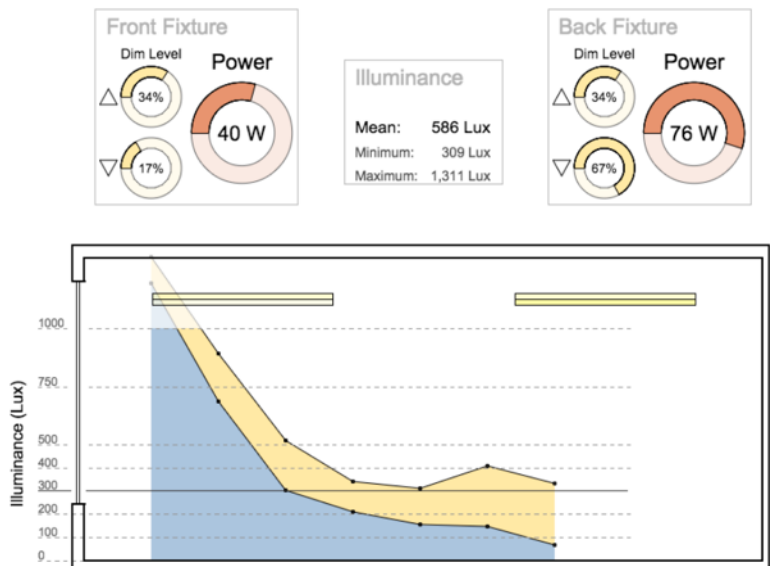 Front Fixture
Dim Level
Power
34%
40 W
17%
Illuminance
Mean: 586 Lux
Minimum: 309 Lux
Maximum: 1,311 Lux
Back Fixture
Dim Level
Power
34%
76 W
67%
Illuminance (Lux)
1000
750
500
400
300
200
100
0